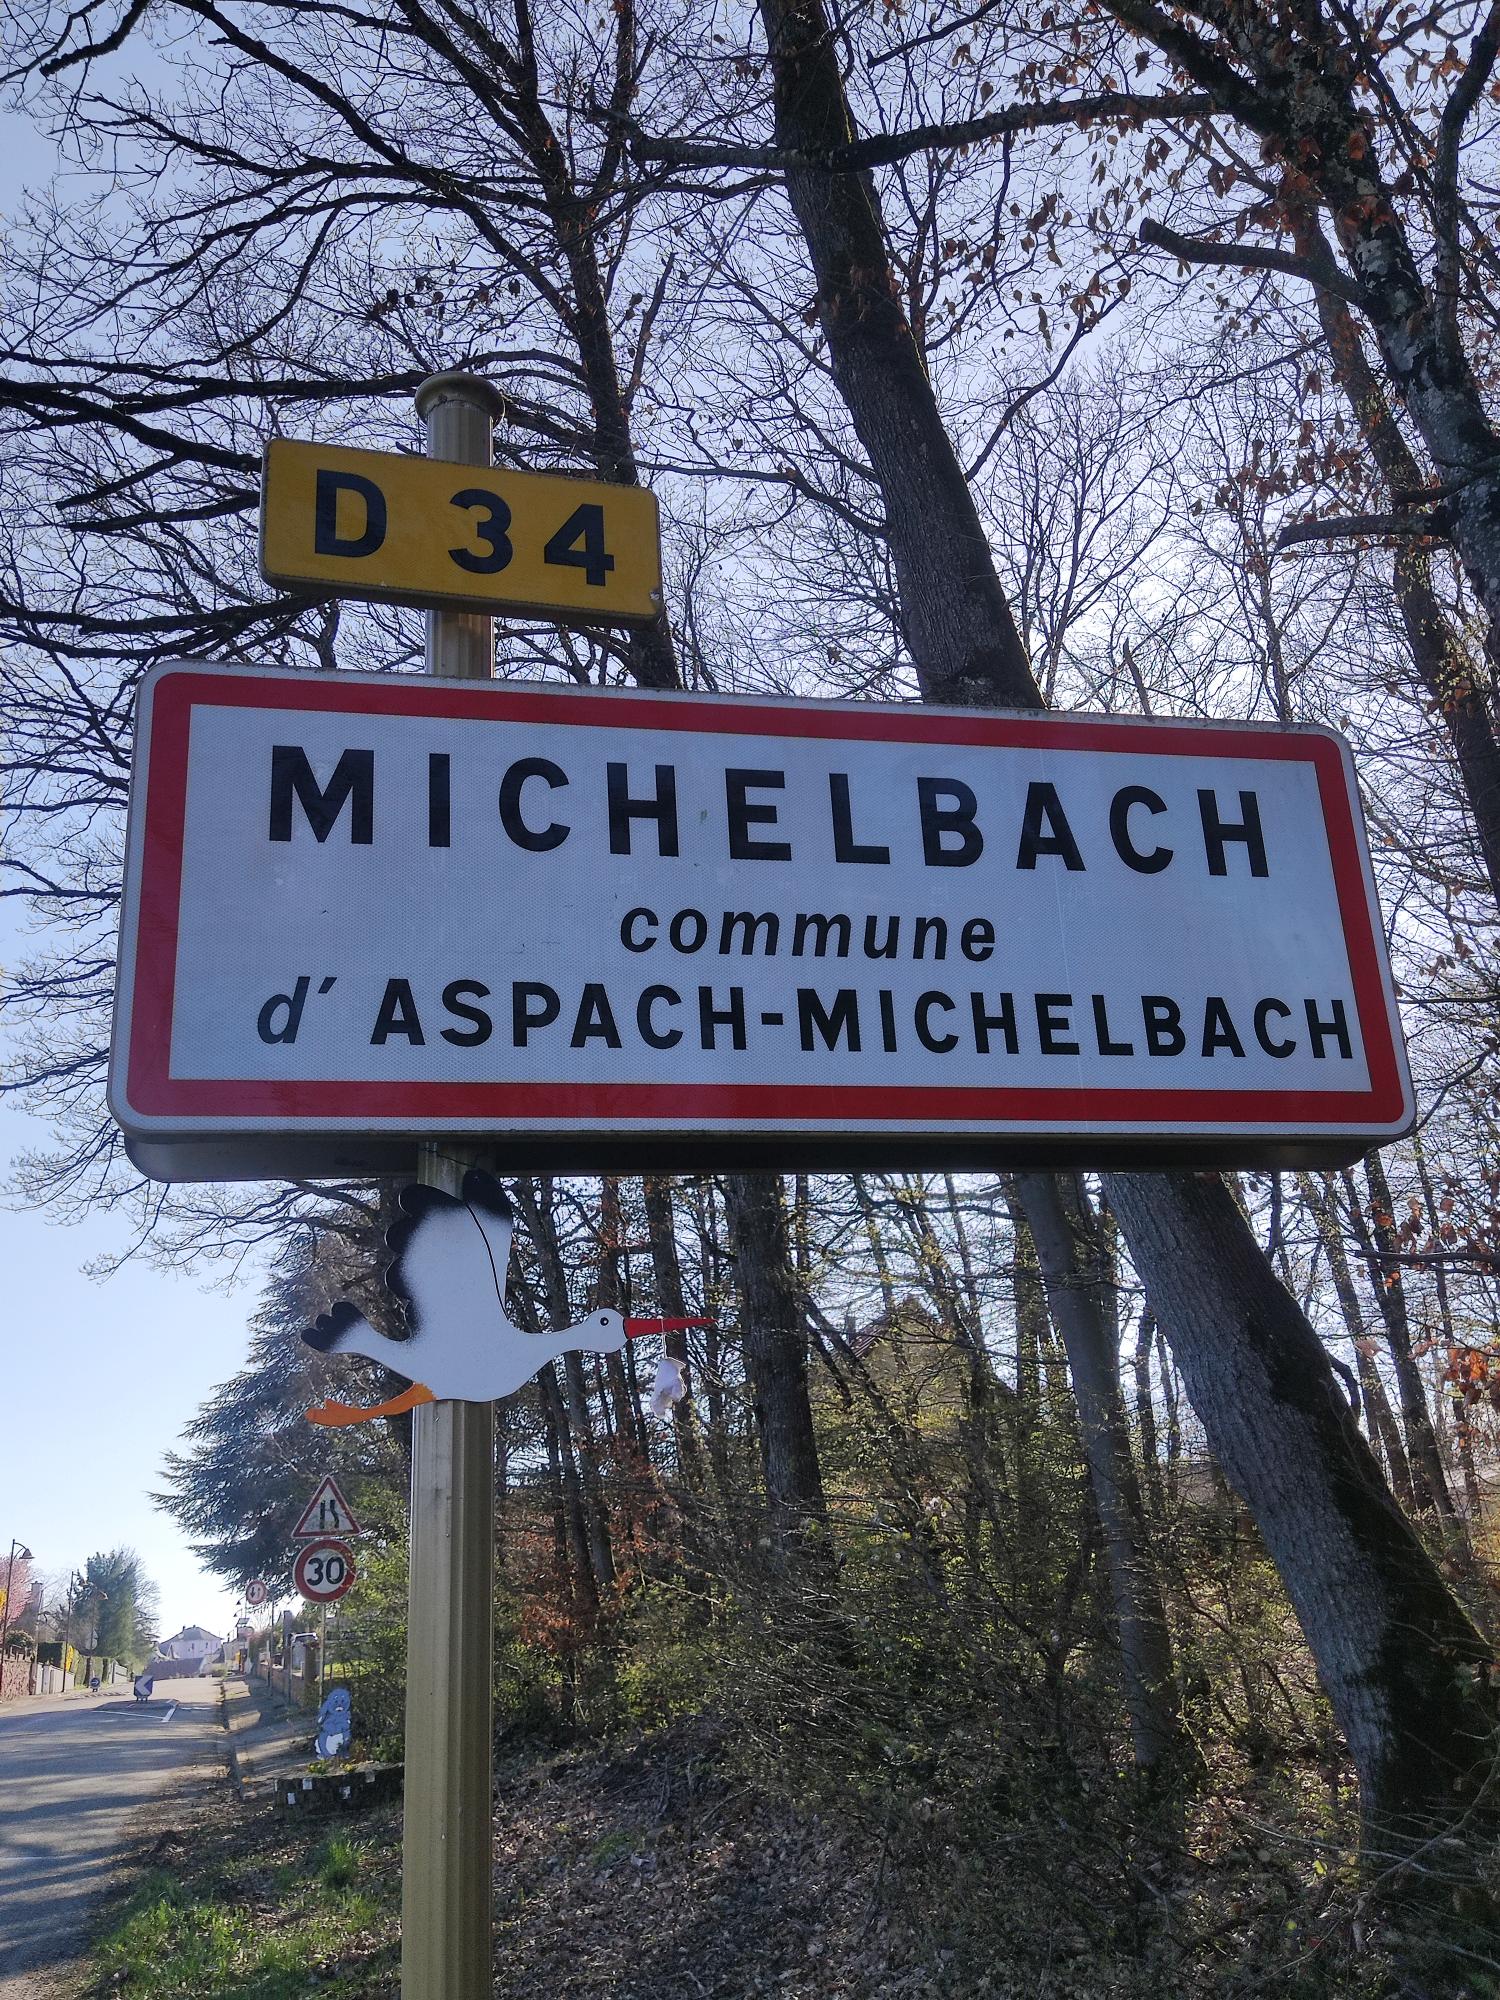 D 34
MICHELBACH
commune
d' ASPACH-MICHELBACH
30